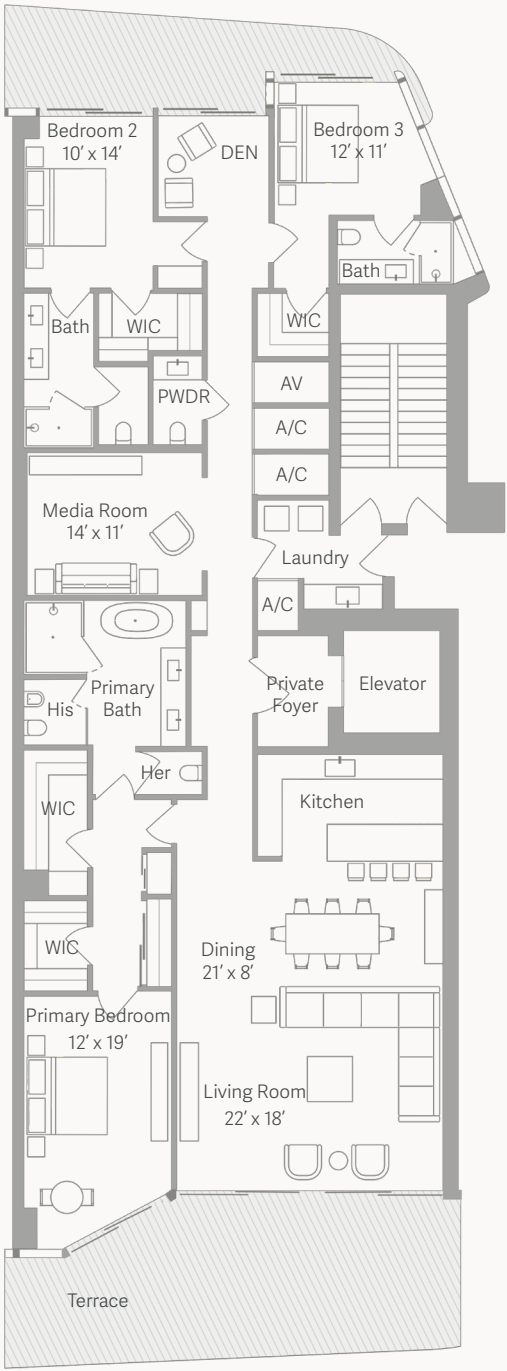 Bedroom 2
10′ x 14′
DEN
Bedroom 3
12′ x 11′
Bath
Bath
WIC
WIC
PWDR
AV
A/C
A/C
Media Room
14′ x 11′
Laundry
A/C
Primary
Bath
His
Private
Foyer
Elevator
Her
WIC
Kitchen
WIC
Dining
21′ x 8′
Primary Bedroom
12′ x 19′
Living Room
22′ x 18′
Terrace